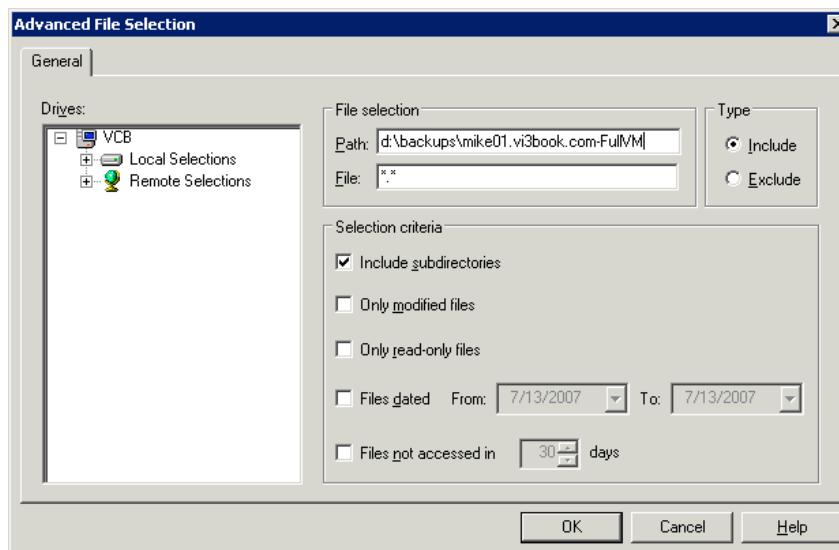 Advanced File Selection
General
Drives:
VCB
Local Selections
Remote Selections
File selection
Path: d:\backups\mike01.vi3book.com-FullVM
File: *.*
Type
Include
Exclude
Selection criteria
Include subdirectories
Only modified files
Only read-only files
Files dated From: 7/13/2007 To: 7/13/2007
Files not accessed in 30 days
OK Cancel Help